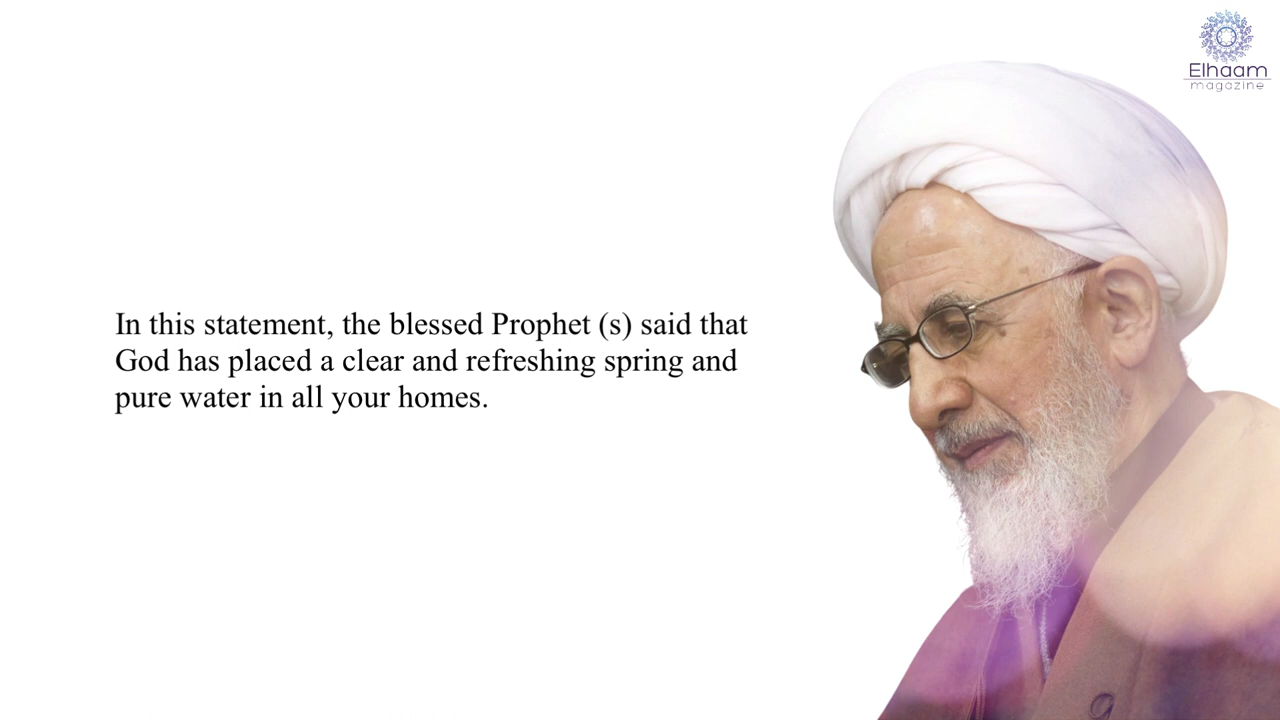 Elhaam
magazine
In this statement, the blessed Prophet (s) said that
God has placed a clear and refreshing spring and
pure water in all your homes.